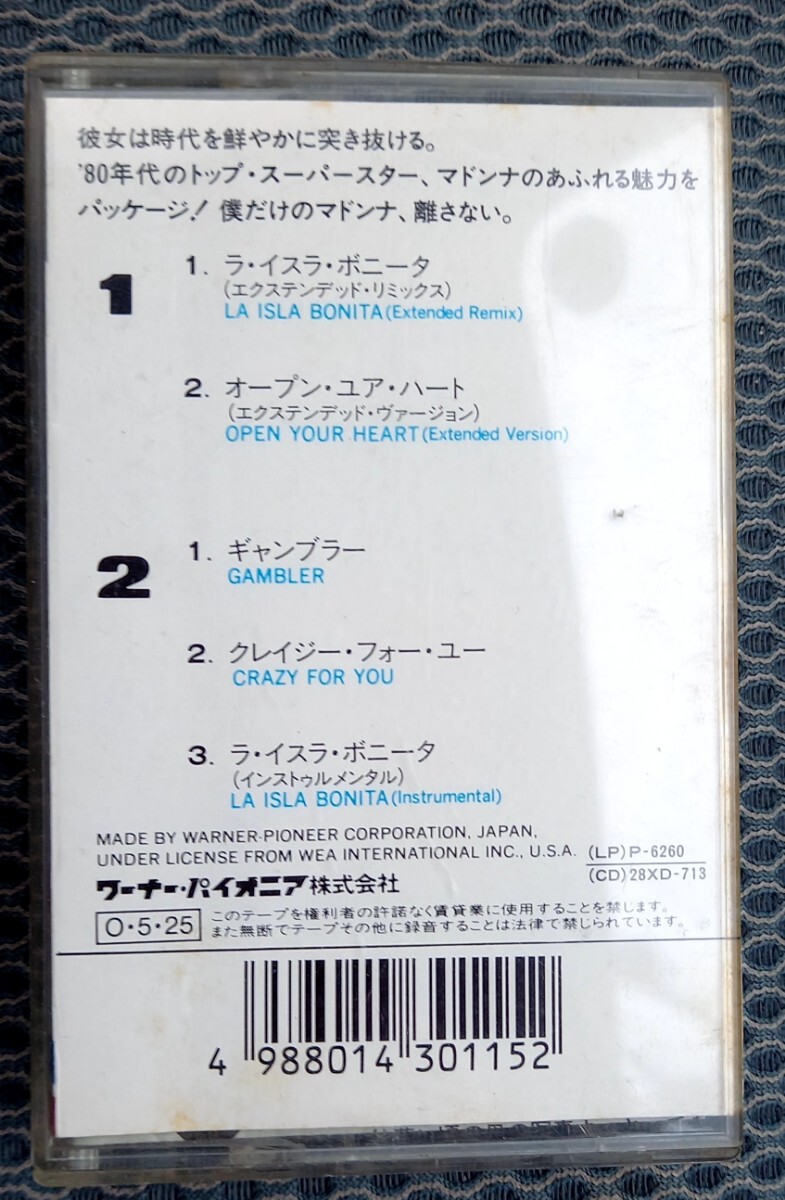 彼女は時代を鮮やかに突き抜ける。
'80年代のトップ・スーパースター、マドンナのあふれる魅力を
パッケージ! 僕だけのマドンナ、離さない。
1
1. ラ・イスラ・ボニータ
(エクステンデッド・リミックス)
LA ISLA BONITA (Extended Remix)
2. オープン・ユア・ハート
(エクステンデッド・ヴァージョン)
OPEN YOUR HEART (Extended Version)
2
1. ギャンブラー
GAMBLER
2. クレイジー・フォー・ユー
CRAZY FOR YOU
3. ラ・イスラ・ボニータ
(インストゥルメンタル)
LA ISLA BONITA (Instrumental)
MADE BY WARNER-PIONEER CORPORATION, JAPAN,
UNDER LICENSE FROM WEA INTERNATIONAL INC., U.S.A.
(LP) P-6260
(CD) 28XD-713
ワーナー・パイオニア株式会社
O・5・25
このテープを権利者の許諾なく賃貸業に使用することを禁じます。
また無断でテープその他に録音することは法律で禁じられています。
4 988014 301152